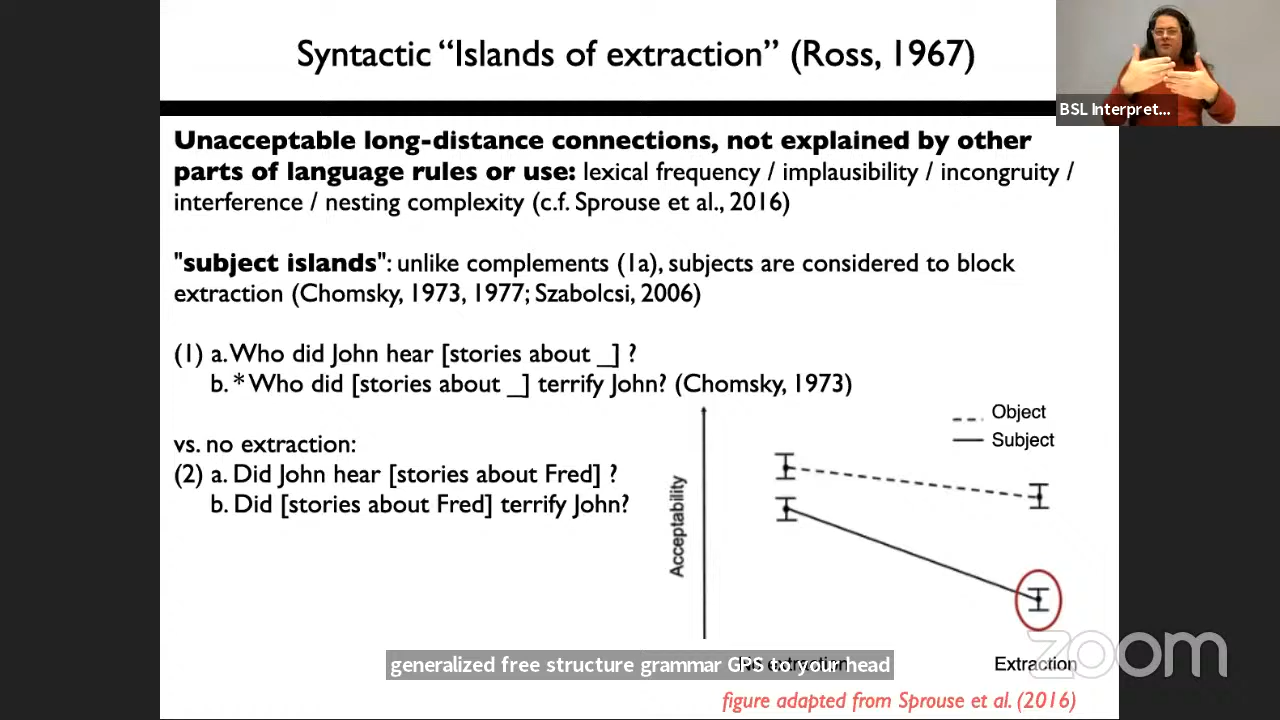 Syntactic “Islands of extraction” (Ross, 1967)
BSL Interpret...
Unacceptable long-distance connections, not explained by other
parts of language rules or use: lexical frequency / implausibility / incongruity /
interference / nesting complexity (c.f. Sprouse et al., 2016)
"subject islands": unlike complements (1a), subjects are considered to block
extraction (Chomsky, 1973, 1977; Szabolcsi, 2006)
(1) a. Who did John hear [stories about _] ?
b. * Who did [stories about _] terrify John? (Chomsky, 1973)
vs. no extraction:
(2) a. Did John hear [stories about Fred] ?
b. Did [stories about Fred] terrify John?
Object
Subject
Acceptability
generalized free structure grammar GPS to your head
Extraction
zoom
figure adapted from Sprouse et al. (2016)